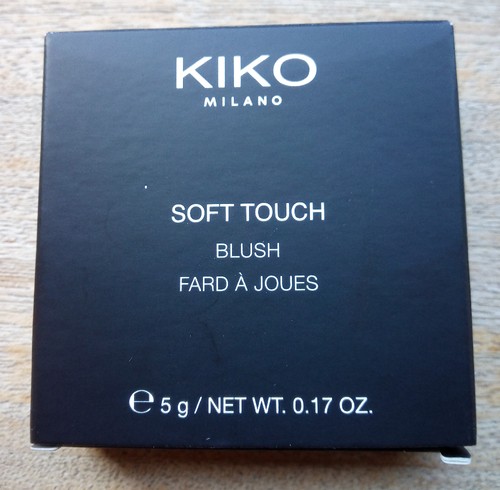 KIKO
MILANO
SOFT TOUCH
BLUSH
FARD À JOUES
℮ 5 g / NET WT. 0.17 OZ.